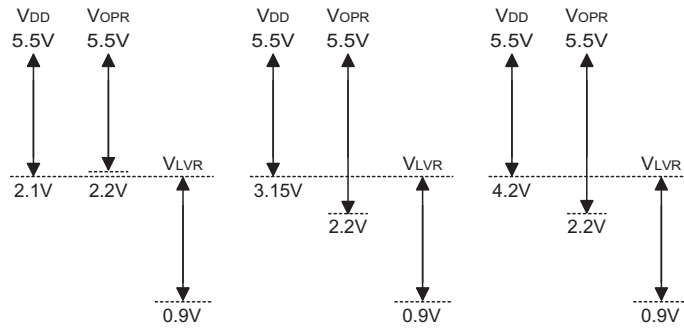 VDD VOPR VDD VOPR VDD VOPR
5.5V 5.5V 5.5V 5.5V 5.5V 5.5V
VLVR VLVR VLVR
2.1V 2.2V 3.15V 4.2V
2.2V 2.2V
0.9V 0.9V 0.9V